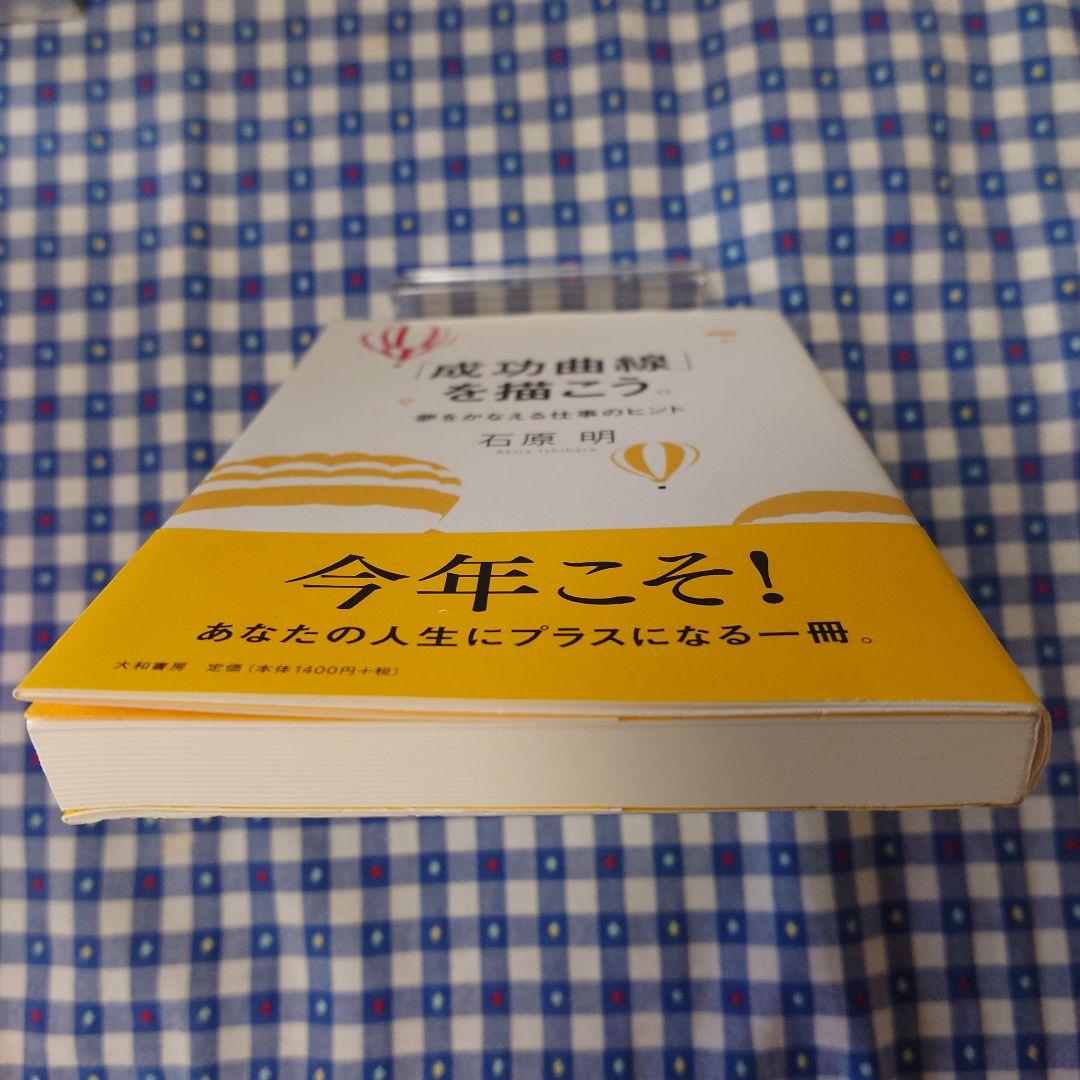 「成功曲線」
を描こう。
夢をかなえる仕事のヒント
石原 明
Akira Ishihara
今年こそ!
あなたの人生にプラスになる一冊。
大和書房 定価(本体1400円+税)